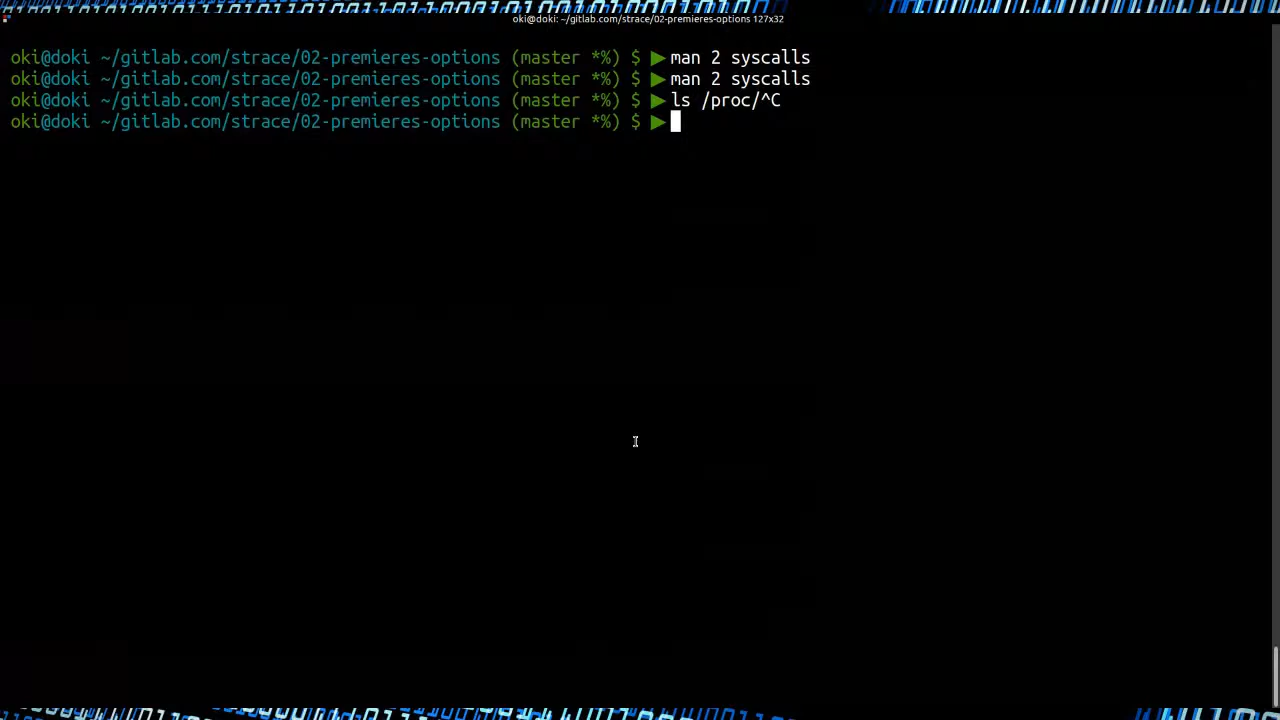 oki@doki: ~/gitlab.com/strace/02-premieres-options 127x32
oki@doki ~/gitlab.com/strace/02-premieres-options (master *%) $ ▶man 2 syscalls
oki@doki ~/gitlab.com/strace/02-premieres-options (master *%) $ ▶man 2 syscalls
oki@doki ~/gitlab.com/strace/02-premieres-options (master *%) $ ▶ls /proc/^C
oki@doki ~/gitlab.com/strace/02-premieres-options (master *%) $ ▶